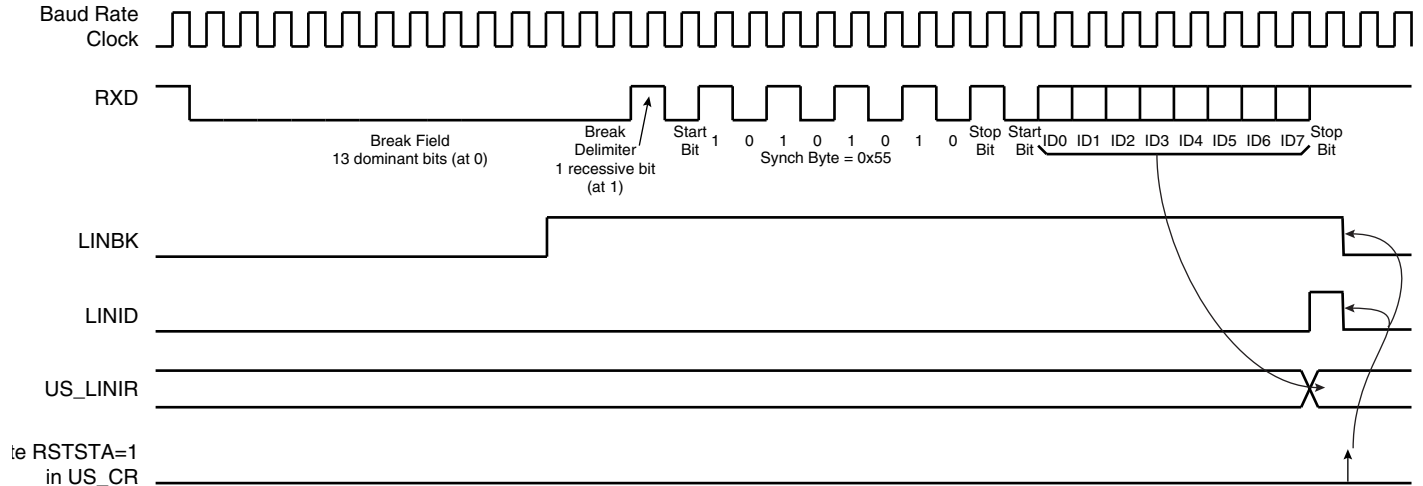 Baud Rate
Clock
RXD
Break Field
13 dominant bits (at 0)
Break
Delimiter
1 recessive bit
(at 1)
Start
Bit
1 0 1 0 1 0 1 0
Synch Byte = 0x55
Stop
Bit
Start
Bit
ID0 ID1 ID2 ID3 ID4 ID5 ID6 ID7
Stop
Bit
LINBK
LINID
US_LINIR
te RSTSTA=1
in US_CR